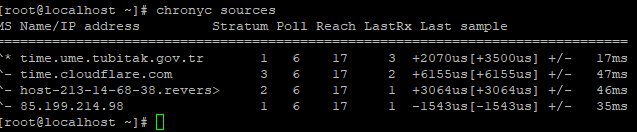 [root@localhost ~]# chronyc sources
MS Name/IP address         Stratum Poll Reach LastRx Last sample
===============================================================================
^* time.ume.tubitak.gov.tr       1   6    17     3  +2070us[+3500us] +/-   17ms
^- time.cloudflare.com           3   6    17     2  +6155us[+6155us] +/-   47ms
^- host-213-14-68-38.revers>     2   6    17     1  +3064us[+3064us] +/-   46ms
^- 85.199.214.98                 1   6    17     1  -1543us[-1543us] +/-   35ms
[root@localhost ~]#